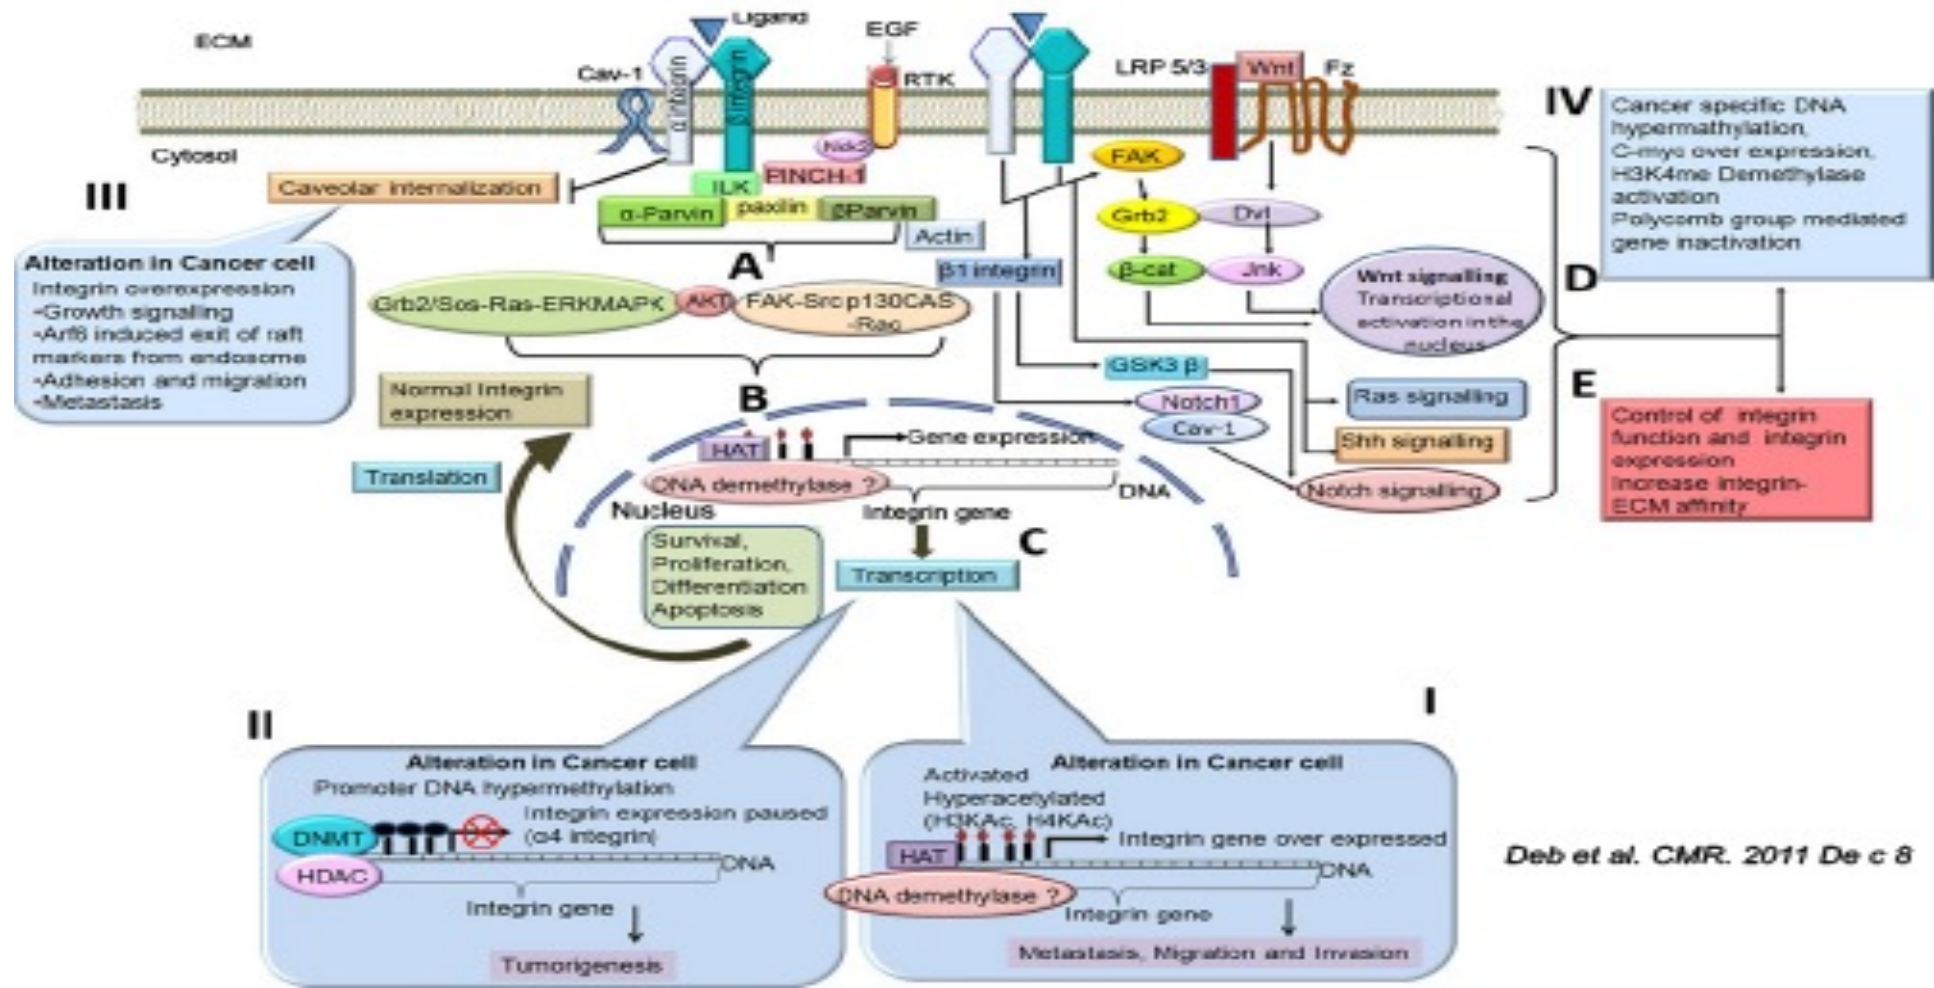 Ligand
ECM
EGF
Cav-1
α integrin
β integrin
RTK
LRP 5/3
Wnt
Fz
Cytosol
Nck2
FAK
III
Caveolar internalization
ILK
PINCH-1
α-Parvin
paxilin
βParvin
Actin
Grb2
Dvl
β1 integrin
β-cat
Jnk
IV
Cancer specific DNA
hypermathylation,
C-myc over expression,
H3K4me Demethylase
activation
Polycomb group mediated
gene inactivation
Alteration in Cancer cell
Integrin overexpression
-Growth signalling
-Arf6 induced exit of raft
markers from endosome
-Adhesion and migration
-Metastasis
A
Grb2/Sos-Ras-ERKMAPK
AKT
FAK-Src p130CAS
-Rac
Wnt signalling
Transcriptional
activation in the
nucleus
D
GSK3 β
Notch1
Cav-1
Ras signalling
Shh signalling
Notch signalling
E
Control of integrin
function and integrin
expression
Increase integrin-
ECM affinity
Normal Integrin
expression
B
HAT
Gene expression
DNA demethylase ?
DNA
Nucleus
Integrin gene
Translation
C
Survival,
Proliferation,
Differentiation
Apoptosis
Transcription
II
Alteration in Cancer cell
Promoter DNA hypermethylation
Integrin expression paused
(α4 integrin)
DNMT
HDAC
DNA
Integrin gene
Tumorigenesis
I
Alteration in Cancer cell
Activated
Hyperacetylated
(H3KAc, H4KAc)
Integrin gene over expressed
HAT
DNA
DNA demethylase ?
Integrin gene
Metastasis, Migration and Invasion
Deb et al. CMR. 2011 De c 8